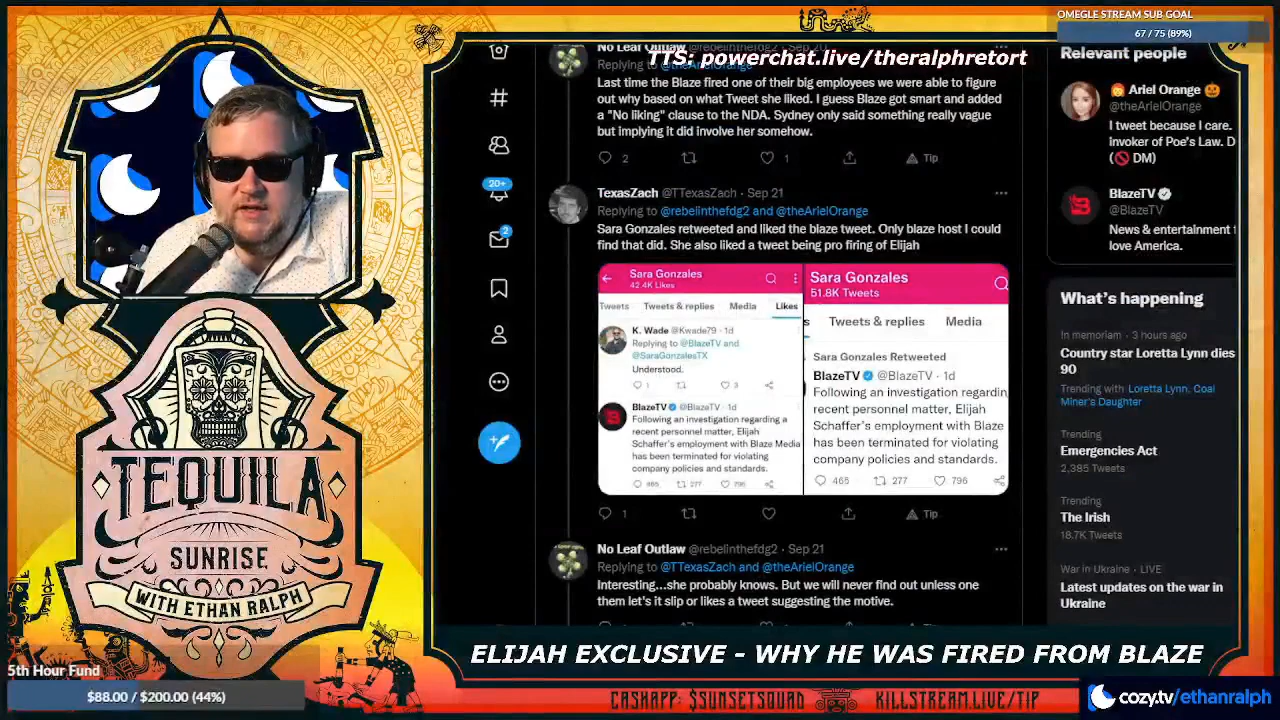 OMEGLE STREAM SUB GOAL
67 / 75 (89%)
TTS: powerchat.live/theralphretort
No Leaf Outlaw @rebelinthefdg2 · Sep 20
Replying to @theArielOrange
Last time the Blaze fired one of their big employees we were able to figure
out why based on what Tweet she liked. I guess Blaze got smart and added
a "No liking" clause to the NDA. Sydney only said something really vague
but implying it did involve her somehow.
2
1
Tip
20+
2
TexasZach @TTexasZach · Sep 21
Replying to @rebelinthefdg2 and @theArielOrange
Sara Gonzales retweeted and liked the blaze tweet. Only blaze host I could
find that did. She also liked a tweet being pro firing of Elijah
Sara Gonzales
42.4K Likes
Tweets
Tweets & replies
Media
Likes
K. Wade @Kwade79 · 1d
Replying to @BlazeTV and
@SaraGonzalesTX
Understood.
1
3
BlazeTV @BlazeTV · 1d
Following an investigation regarding a
recent personnel matter, Elijah
Schaffer's employment with Blaze Media
has been terminated for violating
company policies and standards.
465
277
796
Sara Gonzales
51.8K Tweets
s
Tweets & replies
Media
Sara Gonzales Retweeted
BlazeTV @BlazeTV · 1d
Following an investigation regardin
recent personnel matter, Elijah
Schaffer's employment with Blaze
has been terminated for violating
company policies and standards.
465
277
796
1
Tip
No Leaf Outlaw @rebelinthefdg2 · Sep 21
Replying to @TTexasZach and @theArielOrange
Interesting...she probably knows. But we will never find out unless one
them let's it slip or likes a tweet suggesting the motive.
Relevant people
Ariel Orange
@theArielOrange
I tweet because I care.
Invoker of Poe's Law. D
(🚫 DM)
BlazeTV
@BlazeTV
News & entertainment
love America.
What's happening
In memoriam · 3 hours ago
Country star Loretta Lynn dies
90
Trending with Loretta Lynn, Coal
Miner's Daughter
Trending
Emergencies Act
2,385 Tweets
Trending
The Irish
18.7K Tweets
War in Ukraine · LIVE
Latest updates on the war in
Ukraine
TEQUILA
SUNRISE
WITH ETHAN RALPH
5th Hour Fund
$88.00 / $200.00 (44%)
ELIJAH EXCLUSIVE - WHY HE WAS FIRED FROM BLAZE
CASHAPP: $SUNSETSQUAD
KILLSTREAM.LIVE/TIP
cozy.tv/ethanralph